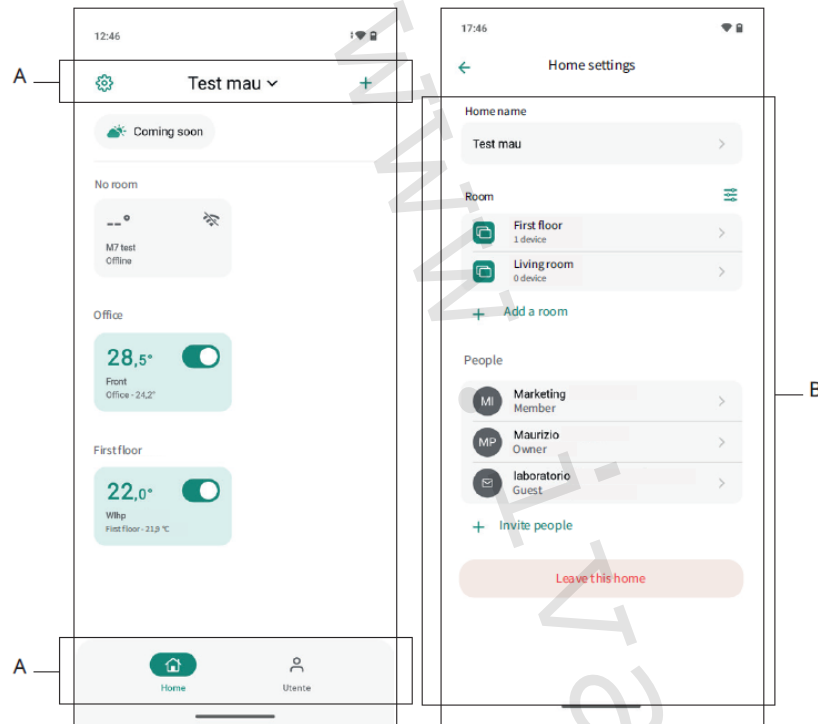 12:46
A
Test mau
Coming soon
No room
--°
M7 test
Offline
Office
28,5°
Front
Office - 24,2°
First floor
22,0°
Wlhp
First floor - 21,9 °C
A
Home
Utente
17:46
Home settings
Home name
Test mau
Room
First floor
1 device
Living room
0 device
+ Add a room
People
MI
Marketing
Member
MP
Maurizio
Owner
laboratorio
Guest
+ Invite people
Leave this home
B